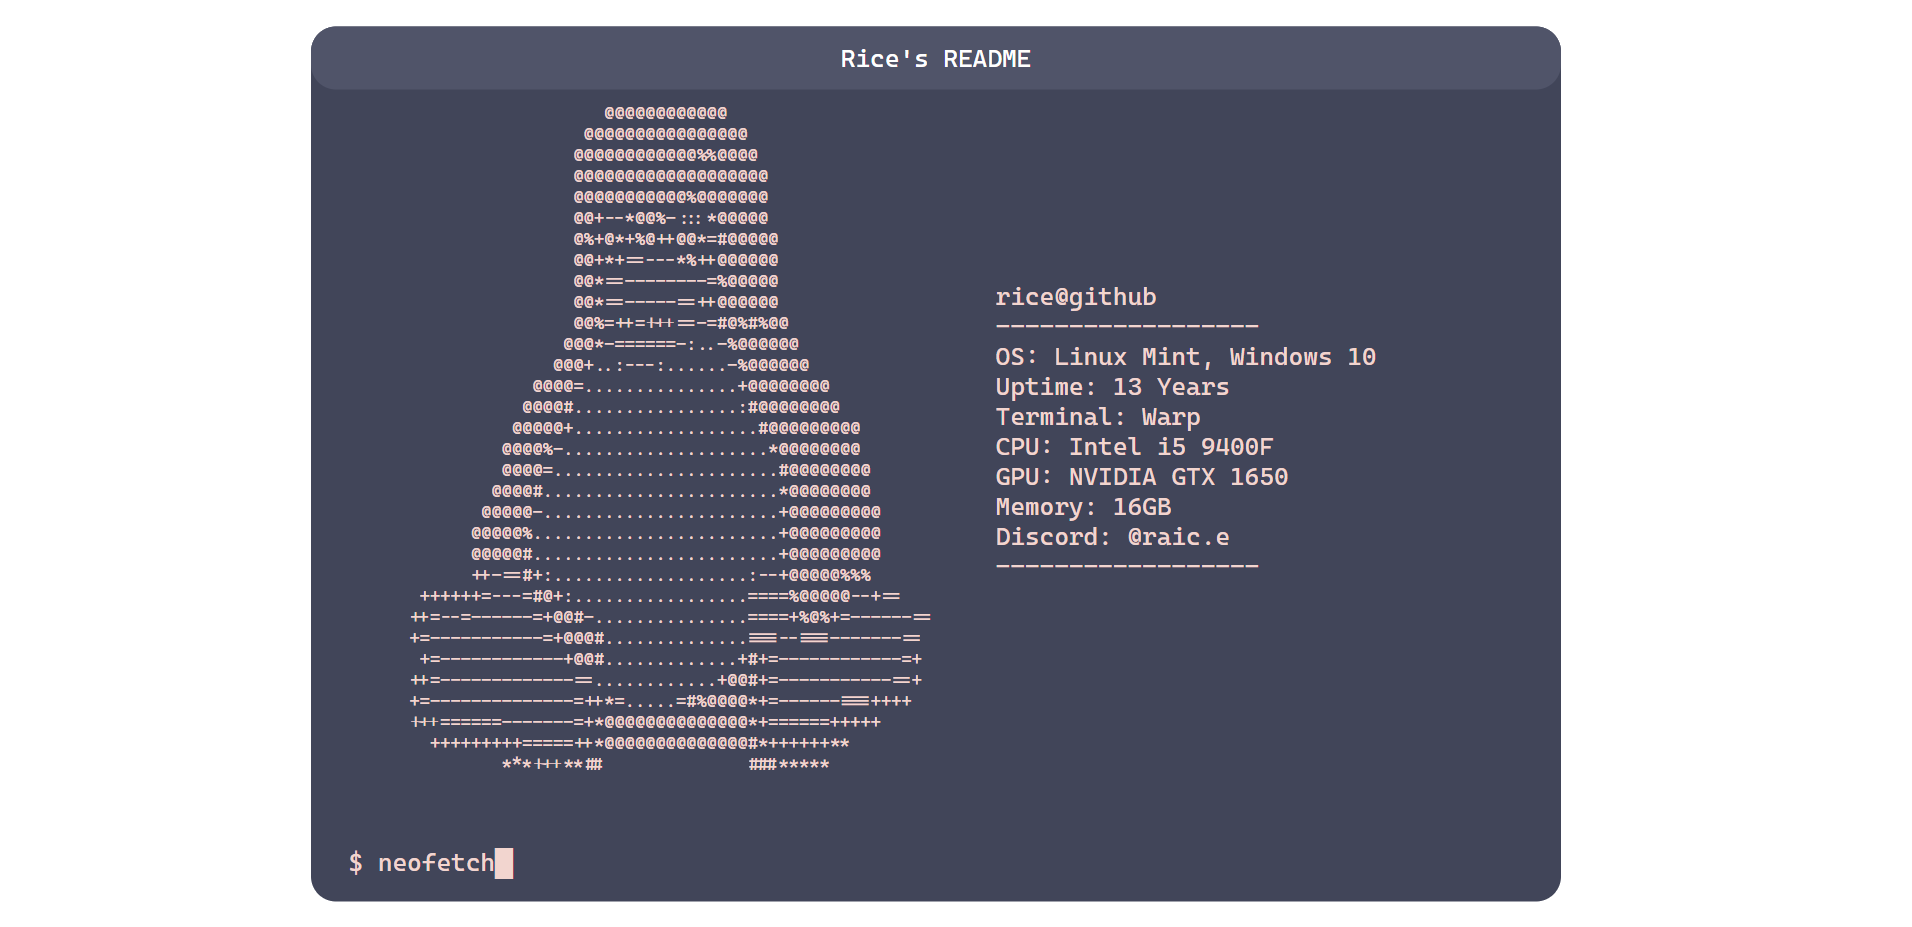 Rice's README
rice@github
------------------
OS: Linux Mint, Windows 10
Uptime: 13 Years
Terminal: Warp
CPU: Intel i5 9400F
GPU: NVIDIA GTX 1650
Memory: 16GB
Discord: @raic.e
------------------
$ neofetch